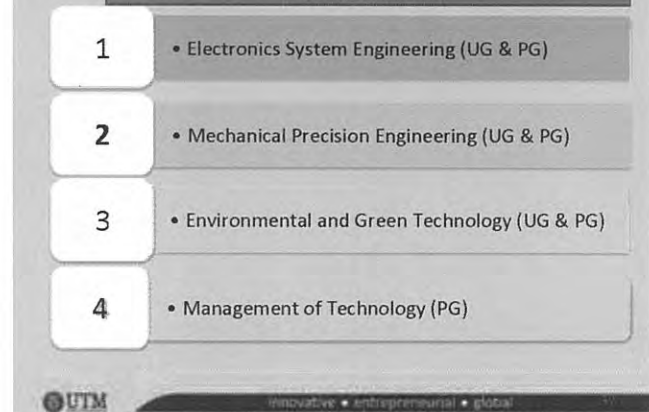 1
• Electronics System Engineering (UG & PG)
2
• Mechanical Precision Engineering (UG & PG)
3
• Environmental and Green Technology (UG & PG)
4
• Management of Technology (PG)
UTM
innovative • entrepreneurial • global